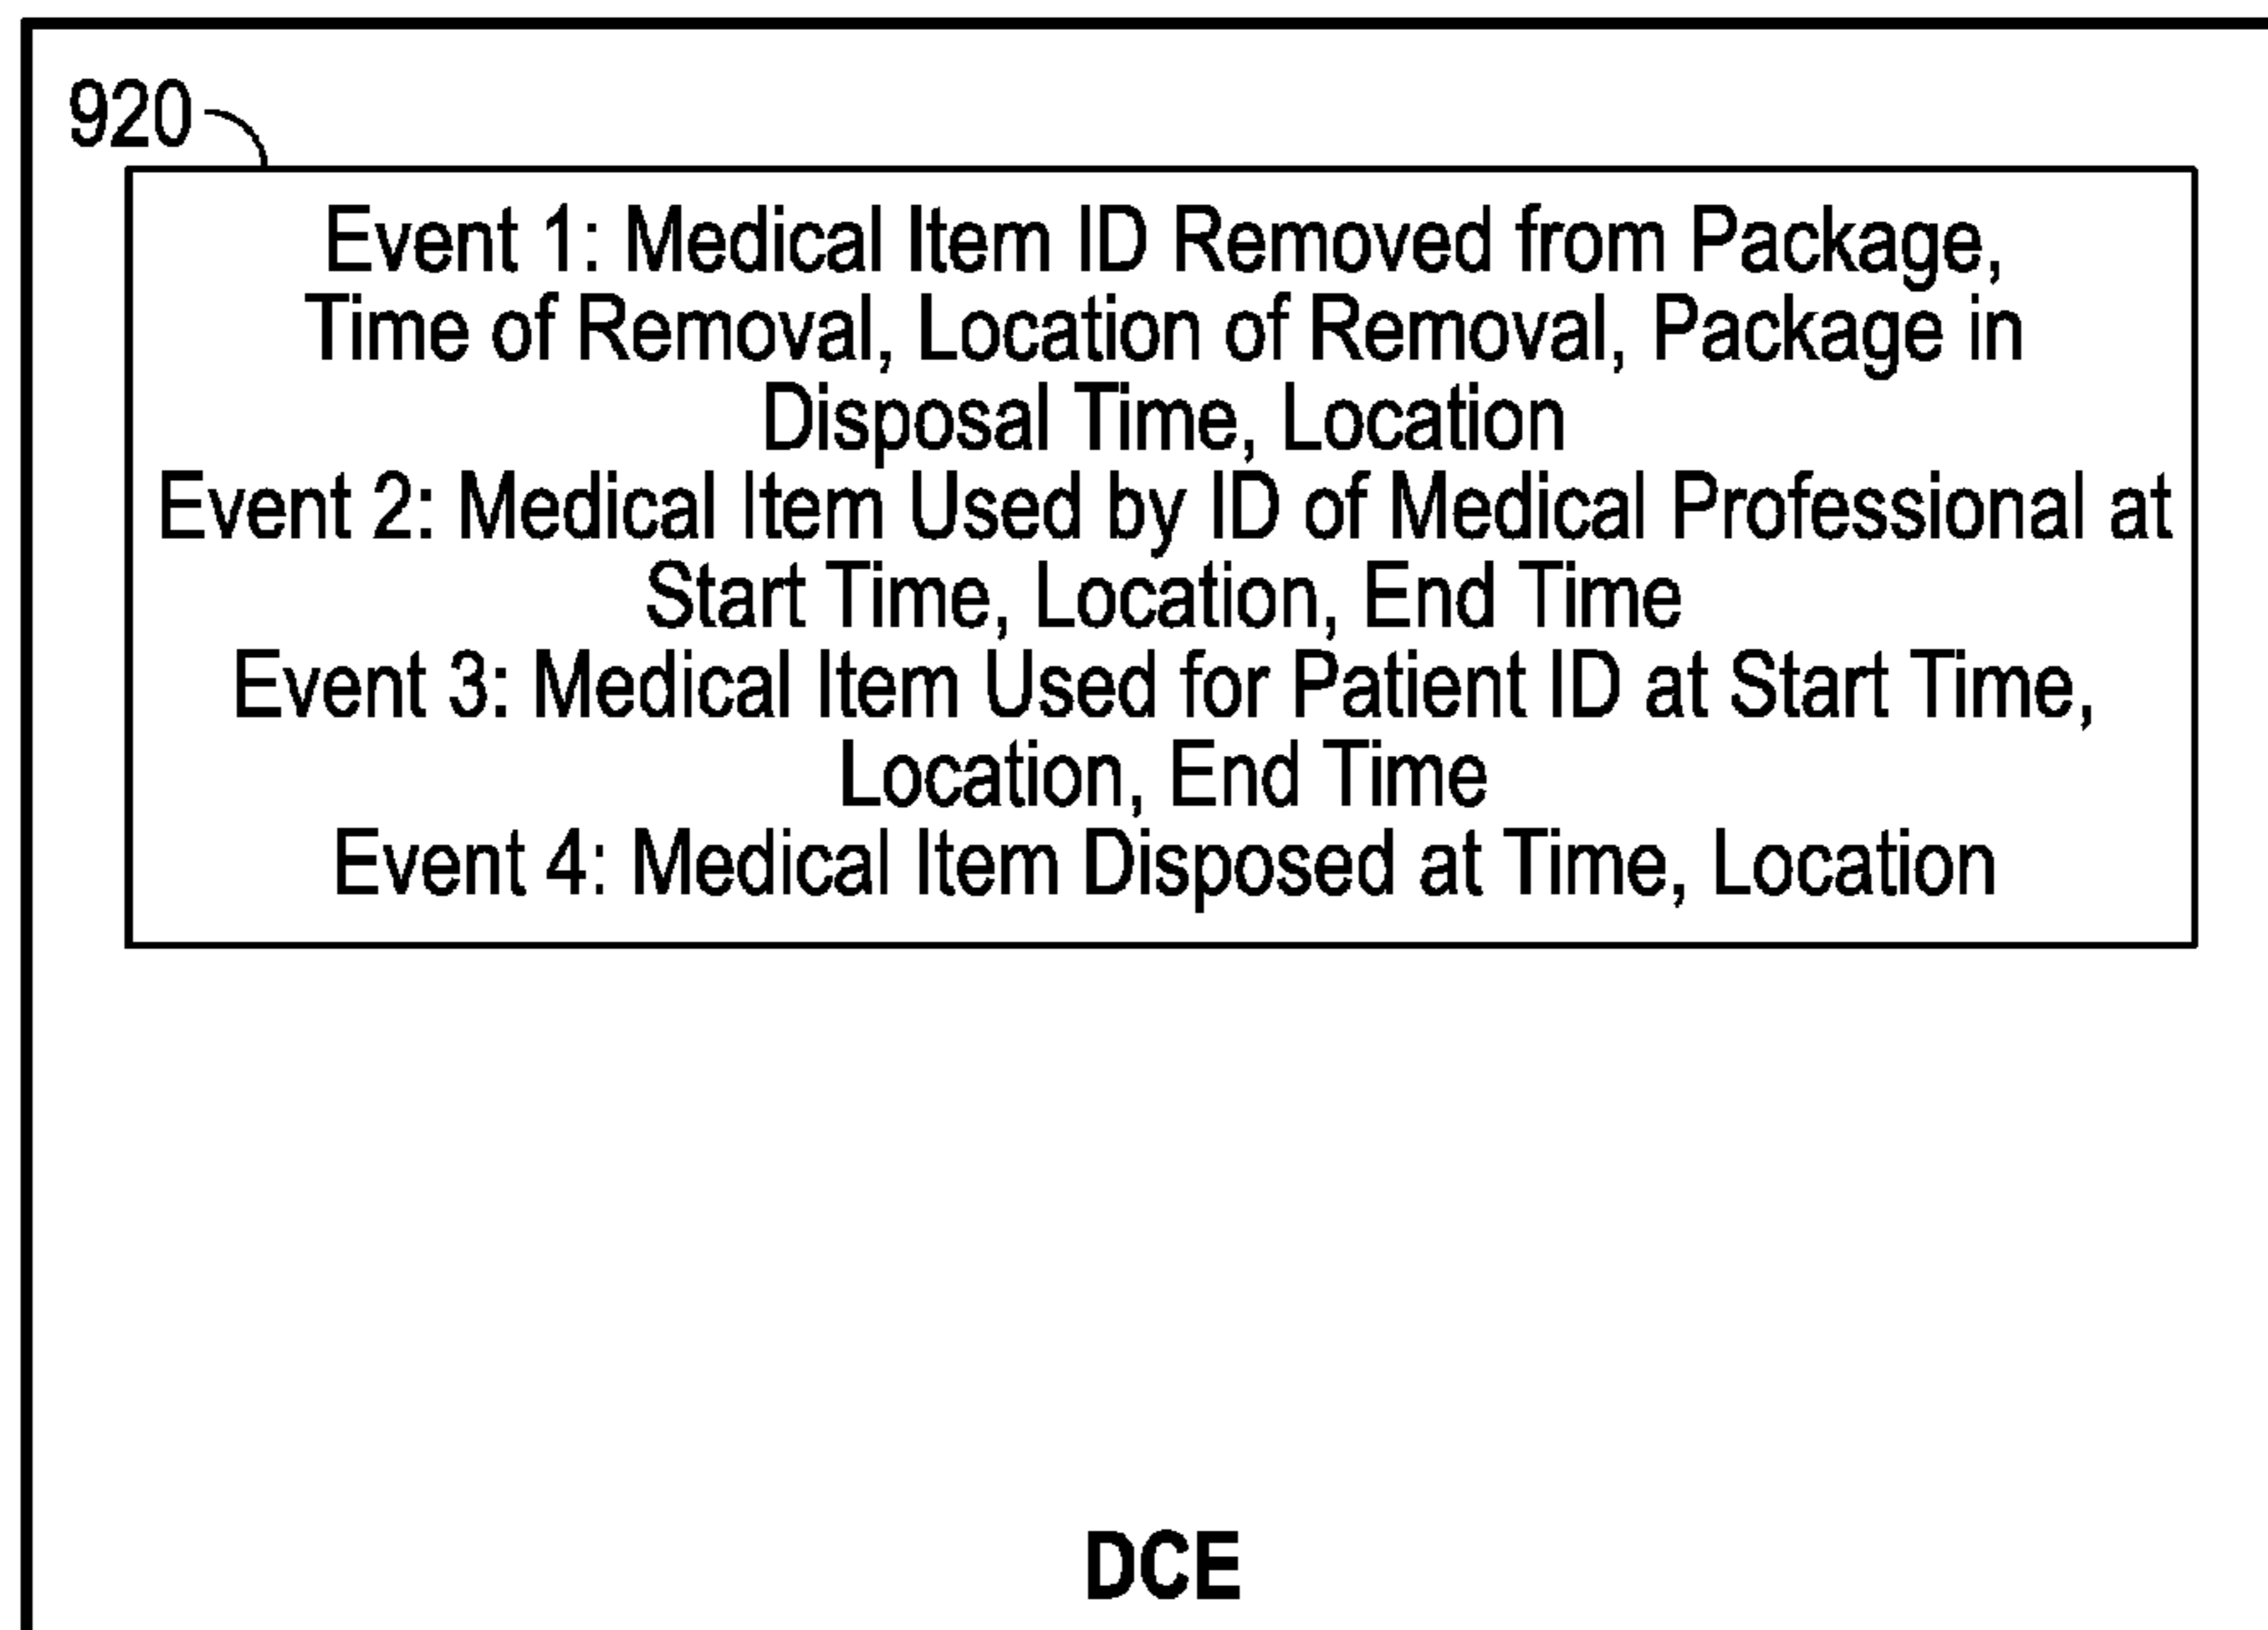 920
Event 1: Medical Item ID Removed from Package,
Time of Removal, Location of Removal, Package in
Disposal Time, Location
Event 2: Medical Item Used by ID of Medical Professional at
Start Time, Location, End Time
Event 3: Medical Item Used for Patient ID at Start Time,
Location, End Time
Event 4: Medical Item Disposed at Time, Location
DCE